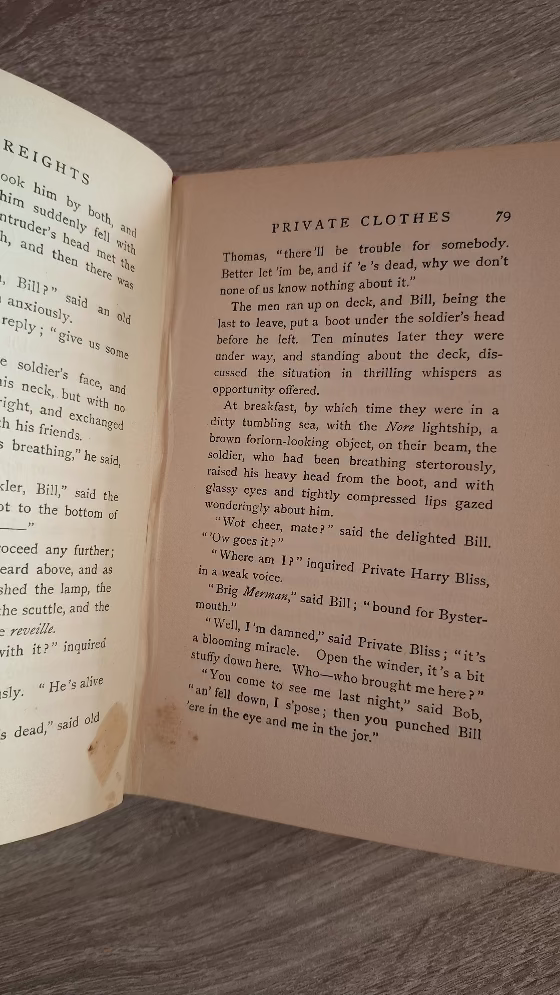 REIGHTS
ook him by both, and
him suddenly fell with
ntruder's head met the
h, and then there was
, Bill?" said an old
anxiously.
reply; "give us some
e soldier's face, and
is neck, but with no
right, and exchanged
h his friends.
s breathing," he said,
kler, Bill," said the
ot to the bottom of
——"
roceed any further;
eard above, and as
shed the lamp, the
the scuttle, and the
e reveille.
with it?" inquired
sly. "He's alive
s dead," said old
PRIVATE CLOTHES 79
Thomas, "there'll be trouble for somebody.
Better let 'im be, and if 'e 's dead, why we don't
none of us know nothing about it."
The men ran up on deck, and Bill, being the
last to leave, put a boot under the soldier's head
before he left. Ten minutes later they were
under way, and standing about the deck, dis-
cussed the situation in thrilling whispers as
opportunity offered.
At breakfast, by which time they were in a
dirty tumbling sea, with the Nore lightship, a
brown forlorn-looking object, on their beam, the
soldier, who had been breathing stertorously,
raised his heavy head from the boot, and with
glassy eyes and tightly compressed lips gazed
wonderingly about him.
"Wot cheer, mate?" said the delighted Bill.
"'Ow goes it?"
"Where am I?" inquired Private Harry Bliss,
in a weak voice.
"Brig Merman," said Bill; "bound for Byster-
mouth."
"Well, I'm damned," said Private Bliss; "it's
a blooming miracle. Open the winder, it's a bit
stuffy down here. Who—who brought me here?"
"You come to see me last night," said Bob,
"an' fell down, I s'pose; then you punched Bill
'ere in the eye and me in the jor."